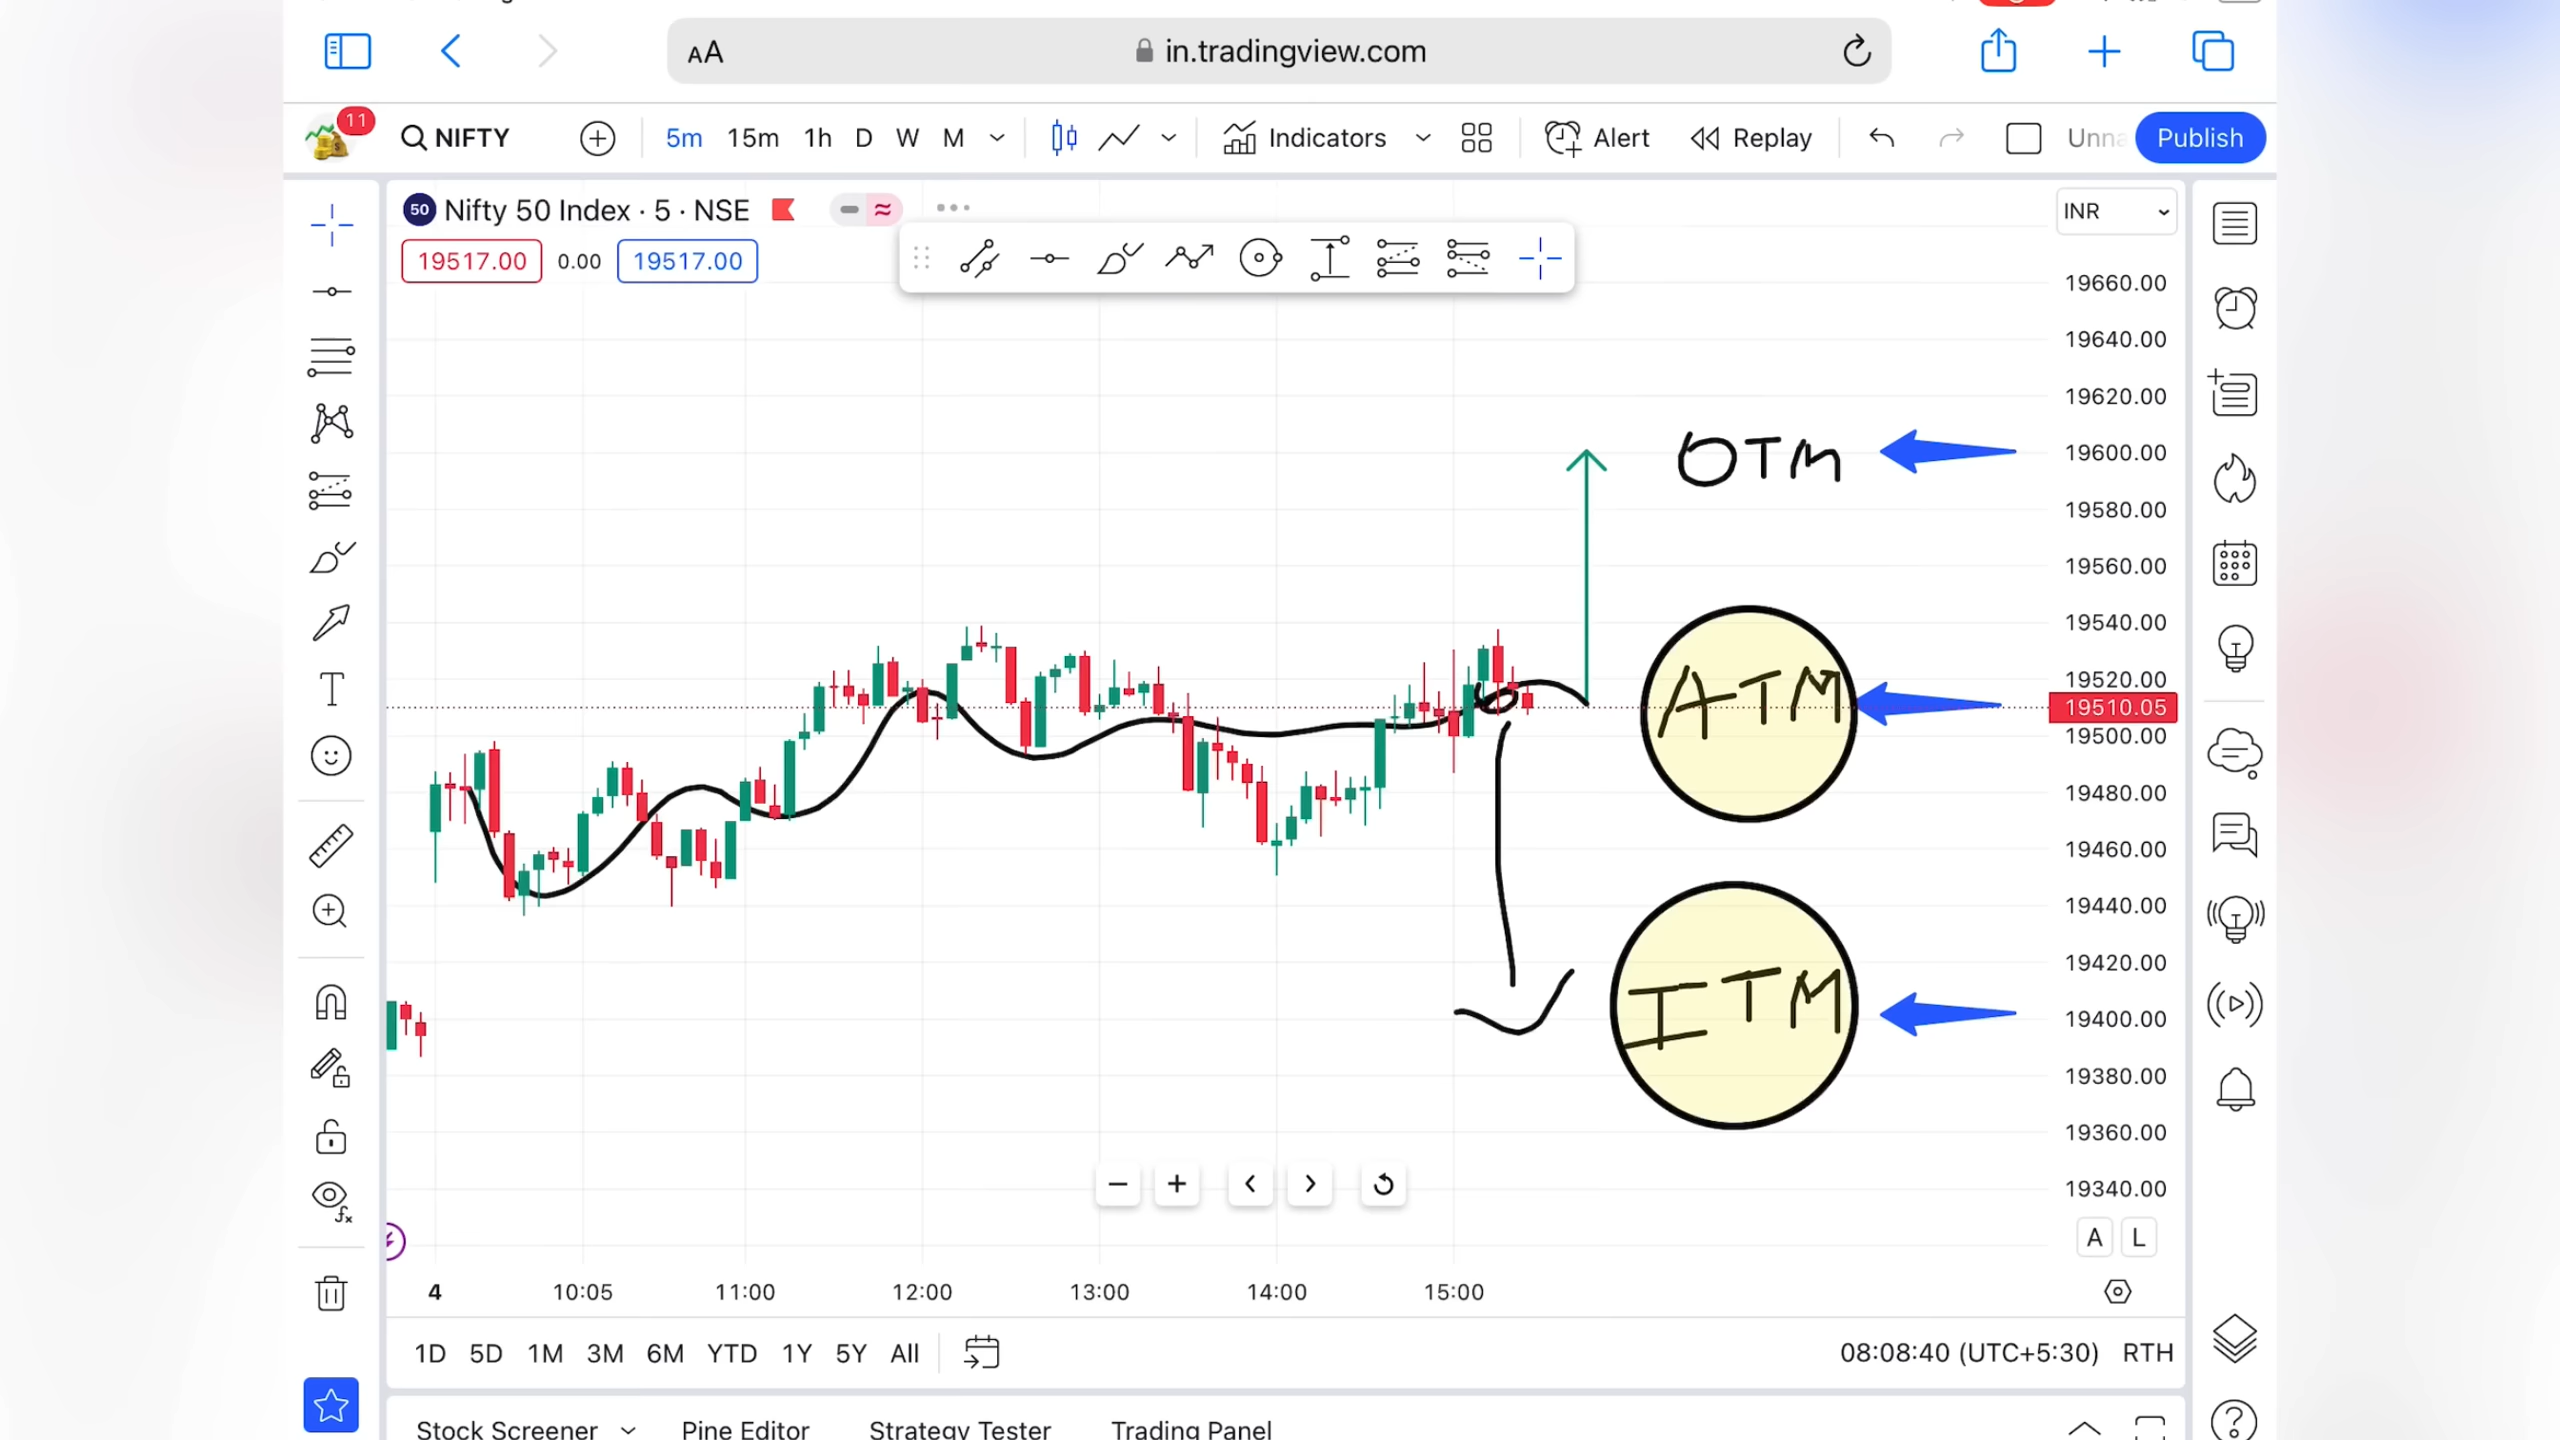 AA in.tradingview.com
11 NIFTY 5m 15m 1h D W M Indicators Alert Replay Unna Publish
50 Nifty 50 Index · 5 · NSE INR
19517.00 0.00 19517.00
19660.00
19640.00
19620.00
OTM 19600.00
19580.00
19560.00
19540.00
19520.00
ATM 19510.05
19500.00
19480.00
19460.00
19440.00
19420.00
ITM 19400.00
19380.00
19360.00
19340.00
A L
4 10:05 11:00 12:00 13:00 14:00 15:00
1D 5D 1M 3M 6M YTD 1Y 5Y All 08:08:40 (UTC+5:30) RTH
Stock Screener Pine Editor Strategy Tester Trading Panel